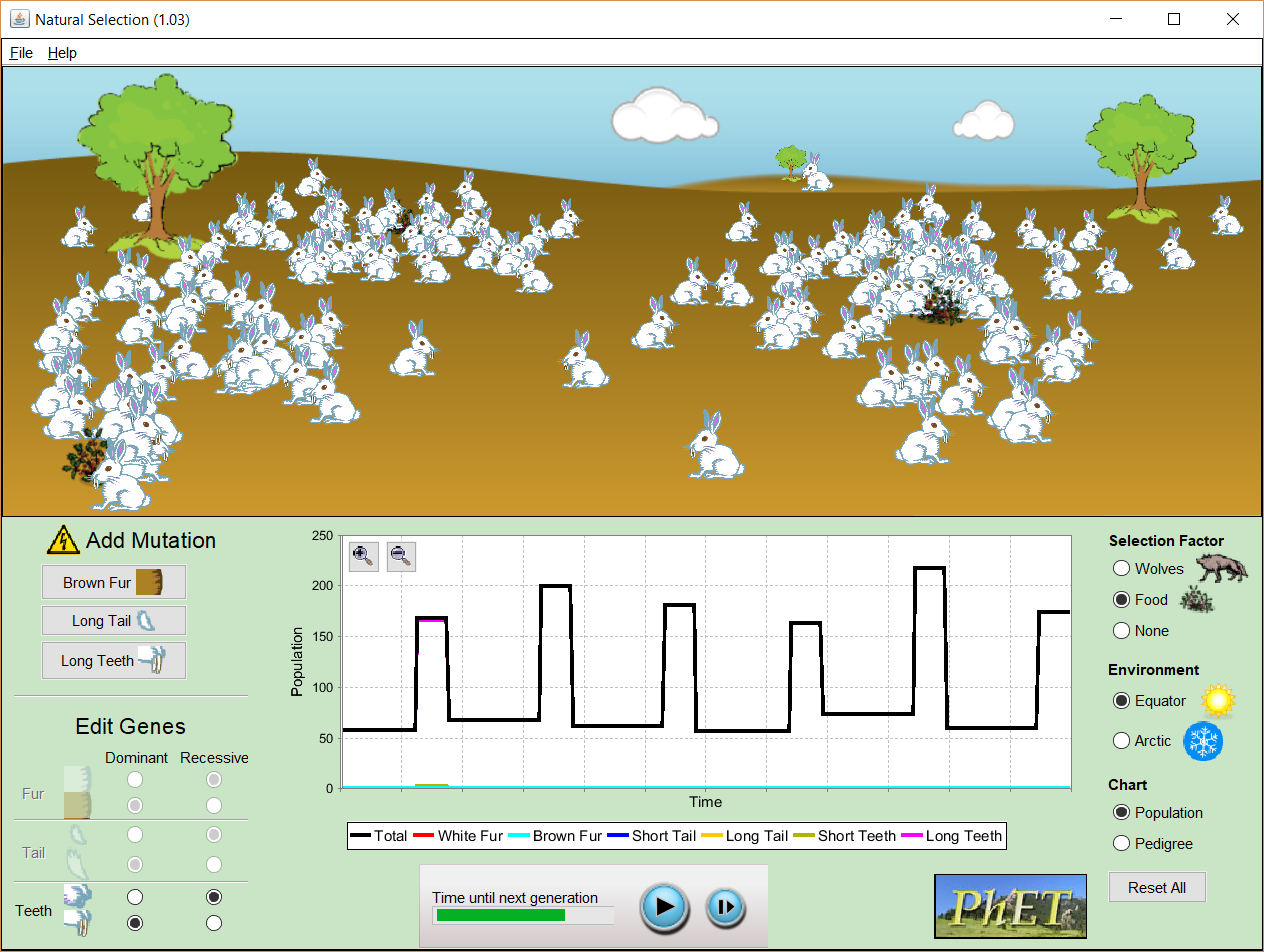 Natural Selection (1.03)
File Help
Add Mutation
Brown Fur
Long Tail
Long Teeth
Edit Genes
Dominant Recessive
Fur
Tail
Teeth
250
200
150
100
50
0
Population
Time
Total White Fur Brown Fur Short Tail Long Tail Short Teeth Long Teeth
Time until next generation
PhET
Selection Factor
Wolves
Food
None
Environment
Equator
Arctic
Chart
Population
Pedigree
Reset All